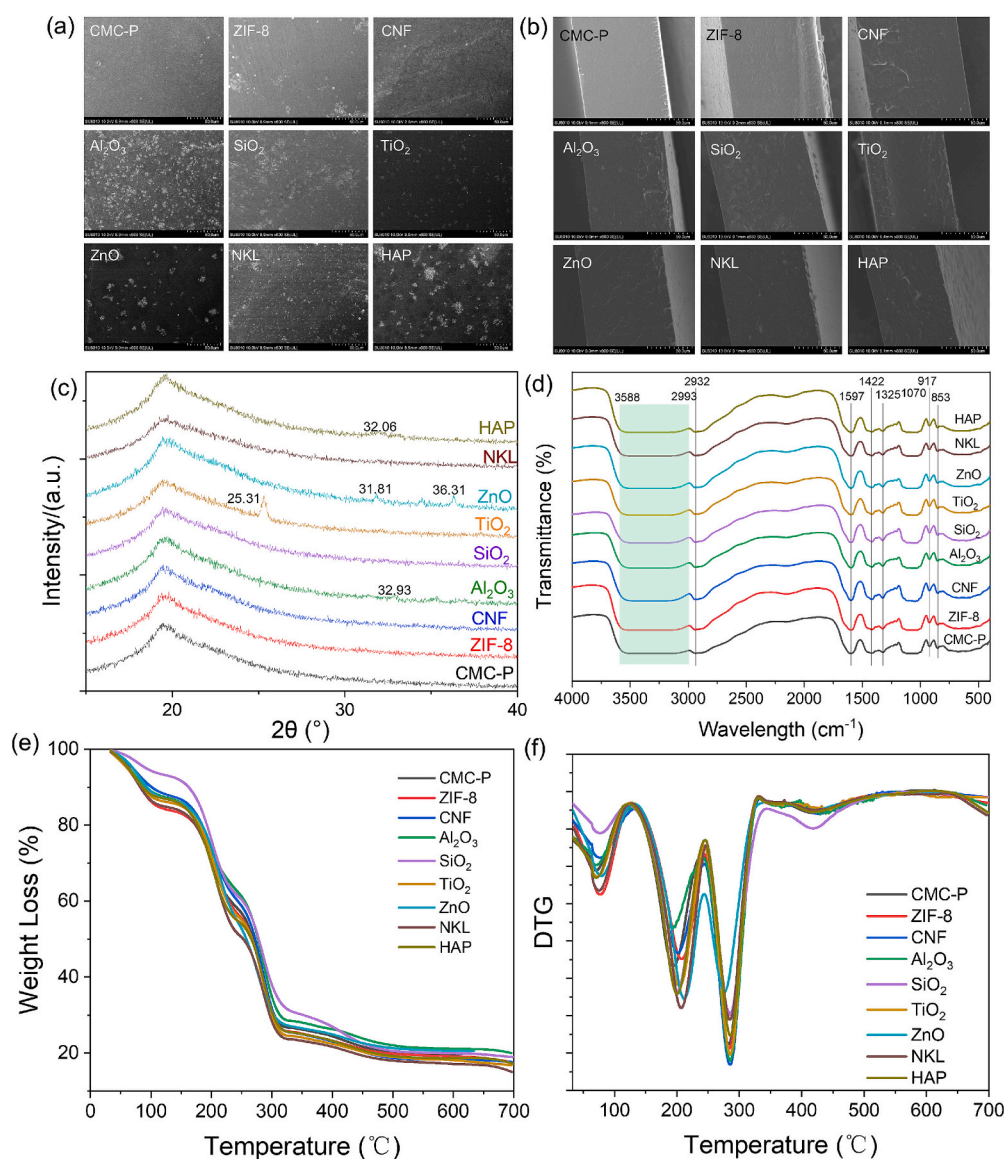 (a)
CMC-P ZIF-8 CNF
Al₂O₃ SiO₂ TiO₂
ZnO NKL HAP
(b)
CMC-P ZIF-8 CNF
Al₂O₃ SiO₂ TiO₂
ZnO NKL HAP
(c)
Intensity/(a.u.)
HAP
32.06
NKL
ZnO
31.81 36.31
25.31
TiO₂
SiO₂
Al₂O₃
32.93
CNF
ZIF-8
CMC-P
20 30 40
2θ (°)
(d)
Transmittance (%)
3588 2993 2932 1597 1422 1325 1070 917 853
HAP
NKL
ZnO
TiO₂
SiO₂
Al₂O₃
CNF
ZIF-8
CMC-P
4000 3500 3000 2500 2000 1500 1000 500
Wavelength (cm⁻¹)
(e)
Weight Loss (%)
100
80
60
40
20
CMC-P
ZIF-8
CNF
Al₂O₃
SiO₂
TiO₂
ZnO
NKL
HAP
0 100 200 300 400 500 600 700
Temperature (℃)
(f)
DTG
CMC-P
ZIF-8
CNF
Al₂O₃
SiO₂
TiO₂
ZnO
NKL
HAP
100 200 300 400 500 600 700
Temperature (℃)